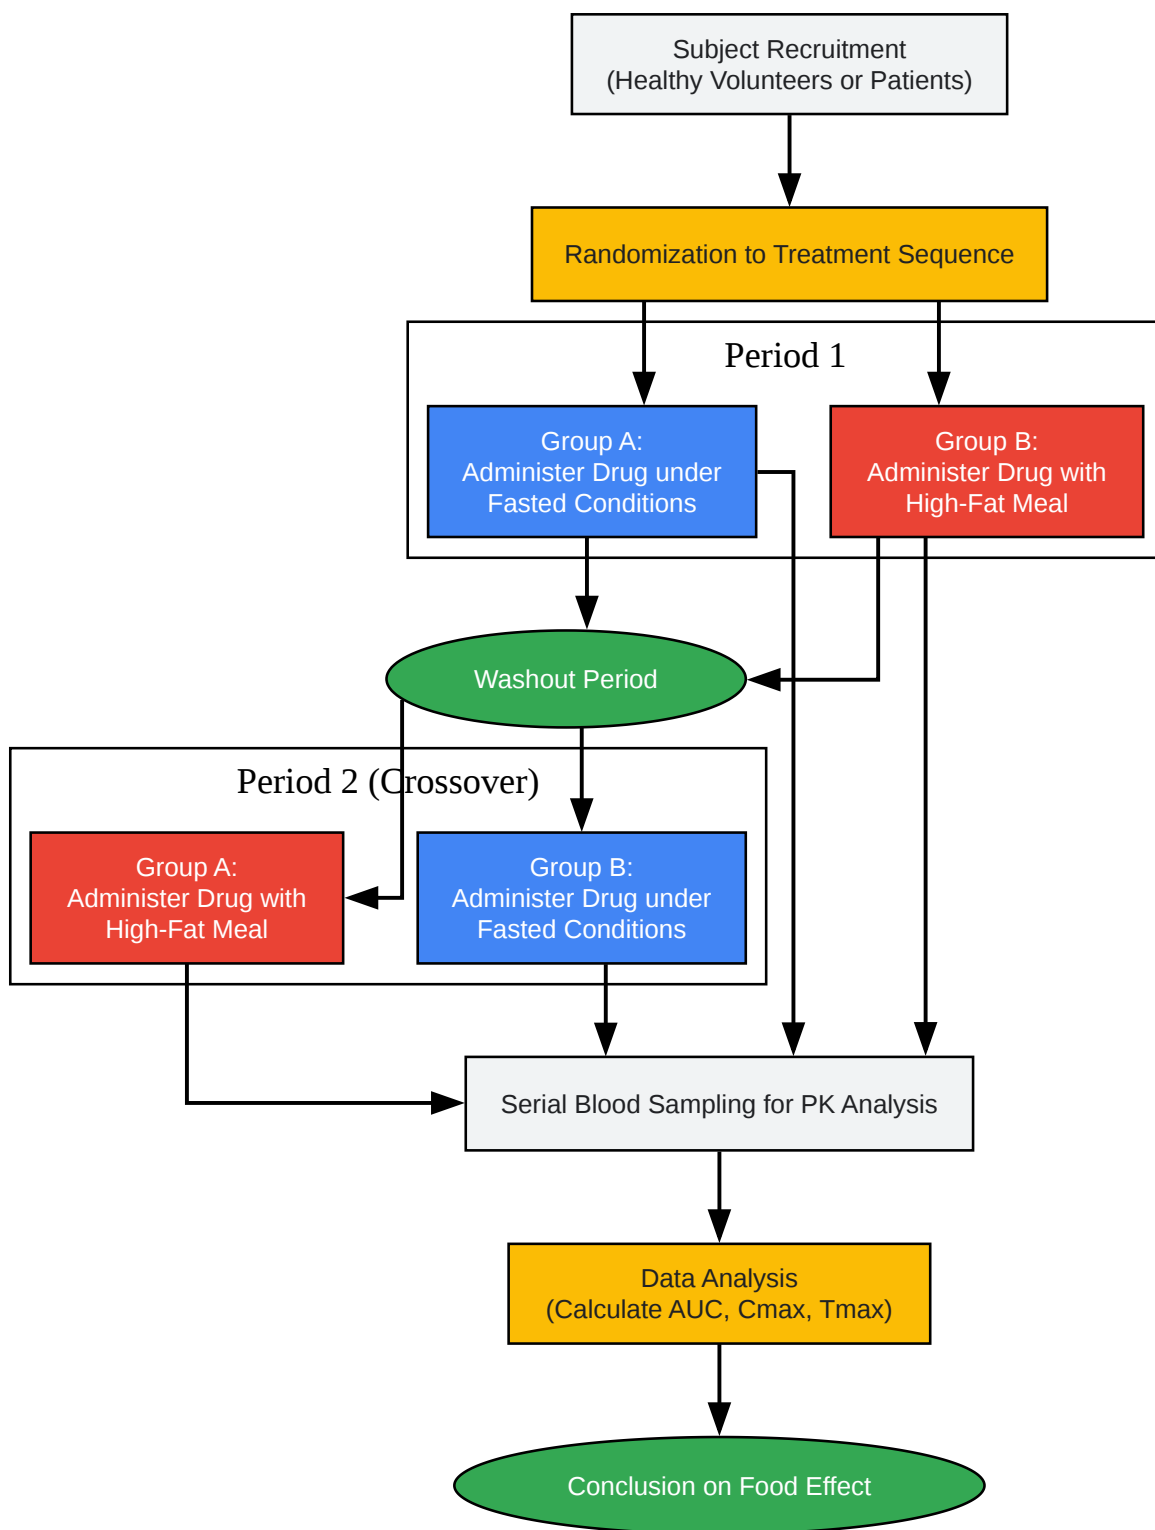 Subject Recruitment
(Healthy Volunteers or Patients)
Randomization to Treatment Sequence
Period 1
Group A:
Administer Drug under
Fasted Conditions
Group B:
Administer Drug with
High-Fat Meal
Washout Period
Period 2 (Crossover)
Group A:
Administer Drug with
High-Fat Meal
Group B:
Administer Drug under
Fasted Conditions
Serial Blood Sampling for PK Analysis
Data Analysis
(Calculate AUC, Cmax, Tmax)
Conclusion on Food Effect